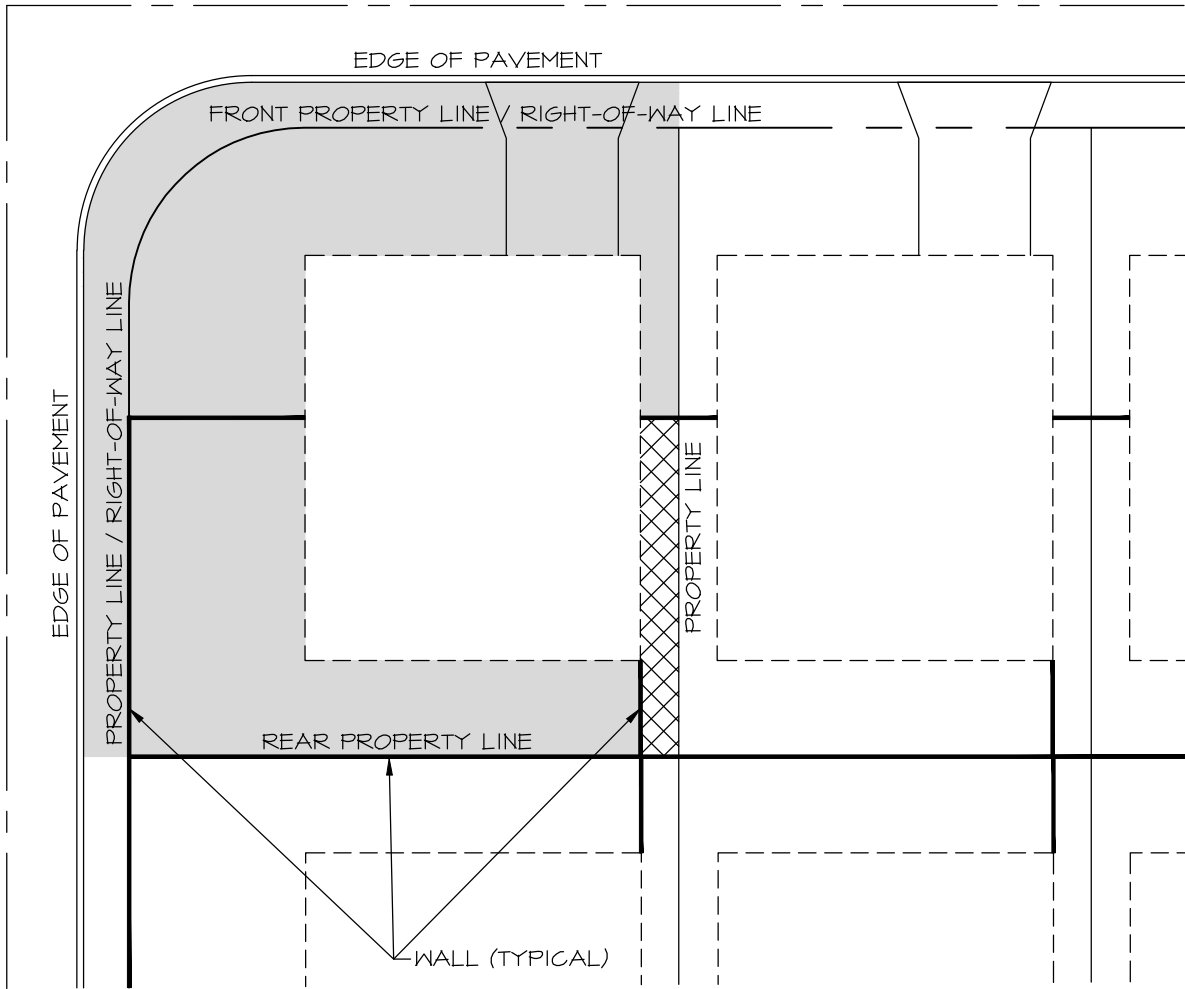 EDGE OF PAVEMENT
FRONT PROPERTY LINE / RIGHT-OF-WAY LINE
PROPERTY LINE / RIGHT-OF-WAY LINE
EDGE OF PAVEMENT
PROPERTY LINE
REAR PROPERTY LINE
WALL (TYPICAL)